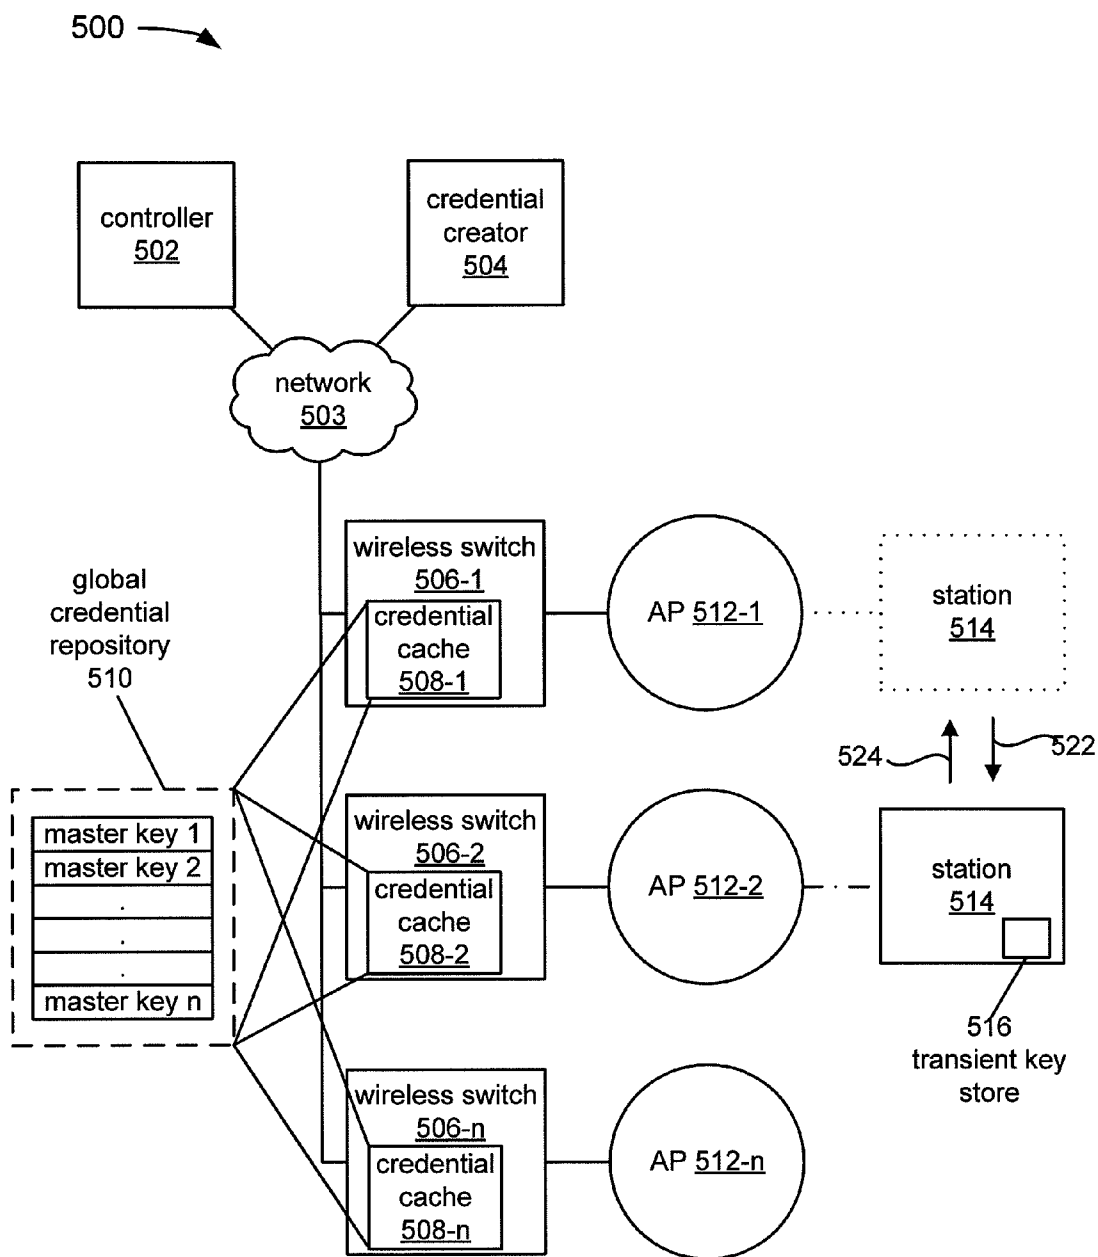 500
controller
502
credential
creator
504
network
503
wireless switch
506-1
credential
cache
508-1
AP 512-1
station
514
global
credential
repository
510
524
522
master key 1
master key 2
.
.
.
master key n
wireless switch
506-2
credential
cache
508-2
AP 512-2
station
514
516
transient key
store
wireless switch
506-n
credential
cache
508-n
AP 512-n